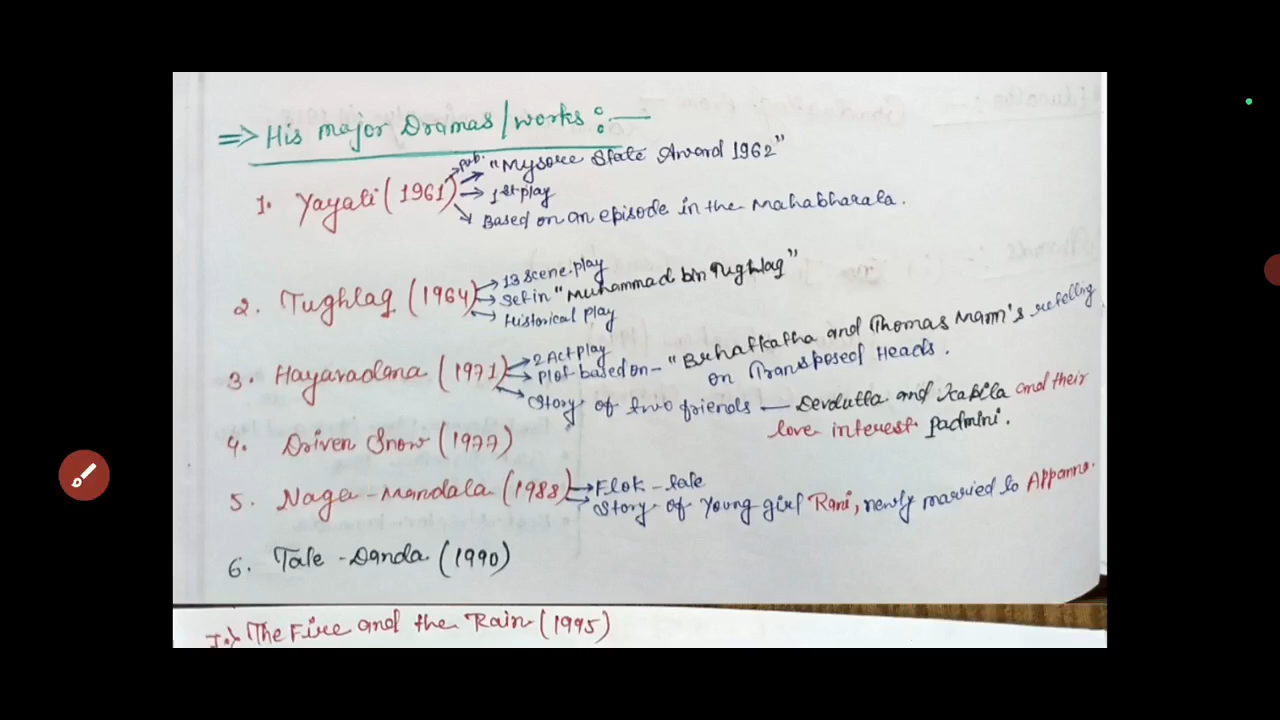 => His major Dramas/works :-
1. Yayati (1961) → pub. → "Mysore State Award 1962"
→ 1st play
→ Based on an episode in the Mahabharata.
2. Tughlaq (1964) → 13 scene play
→ Set in "Muhammad bin Tughlaq"
→ Historical play
3. Hayavadana (1971) → 2 Act play
→ Plot based on - "Brihatkatha and Thomas Mann's retelling
on Transposed Heads.
→ Story of two friends — Devdutta and Kapila and their
love interest. Padmini.
4. Driven Snow (1977)
5. Naga-Mandala (1988) → Flok-tale
→ Story of Young girl Rani, newly married to Appanna.
6. Tale-Danda (1990)
7.) The Fire and the Rain (1995)